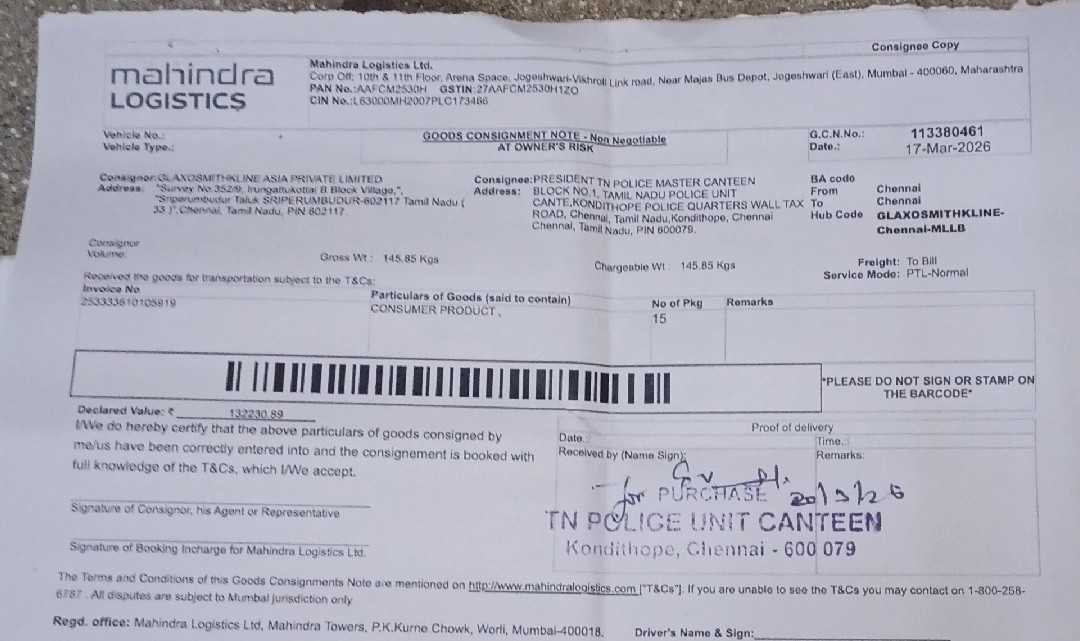 Consignee Copy
mahindra
LOGISTICS
Mahindra Logistics Ltd.
Corp Off: 10th & 11th Floor, Arena Space, Jogeshwari-Vikhroli Link road, Near Majas Bus Depot, Jogeshwari (East), Mumbai - 400060, Maharashtra
PAN No.:AAFCM2530H GSTIN:27AAFCM2530H1ZO
CIN No.:L63000MH2007PLC173466
Vehicle No.:
Vehicle Type.:
GOODS CONSIGNMENT NOTE - Non Negotiable
AT OWNER'S RISK
G.C.N.No.: 113380461
Date.: 17-Mar-2026
Consignor:GLAXOSMITHKLINE ASIA PRIVATE LIMITED
Address: "Survey No.352/9, Irungattukottai B Block Village,",
"Sriperumbudur Taluk SRIPERUMBUDUR-602117 Tamil Nadu (
33 )",Chennai, Tamil Nadu, PIN 602117.
Consignee:PRESIDENT TN POLICE MASTER CANTEEN
Address: BLOCK NO.1, TAMIL NADU POLICE UNIT
CANTE,KONDITHOPE POLICE QUARTERS WALL TAX
ROAD, Chennai, Tamil Nadu,Kondithope, Chennai
Chennai, Tamil Nadu, PIN 600079.
BA code
From Chennai
To Chennai
Hub Code GLAXOSMITHKLINE-
Chennai-MLLB
Consignor
Volume:
Gross Wt : 145.85 Kgs
Chargeable Wt : 145.85 Kgs
Freight: To Bill
Service Mode: PTL-Normal
Received the goods for transportation subject to the T&Cs:
Invoice No
253333610105819
Particulars of Goods (said to contain)
CONSUMER PRODUCT ,
No of Pkg
15
Remarks
*PLEASE DO NOT SIGN OR STAMP ON
THE BARCODE*
Declared Value: ₹ 132230.89
I/We do hereby certify that the above particulars of goods consigned by
me/us have been correctly entered into and the consignement is booked with
full knowledge of the T&Cs, which I/We accept.
Signature of Consignor, his Agent or Representative
Signature of Booking Incharge for Mahindra Logistics Ltd.
Proof of delivery
Date.
Time.:
Received by (Name Sign):
Remarks:
for PURCHASE 20/3/26
TN POLICE UNIT CANTEEN
Kondithope, Chennai - 600 079
The Terms and Conditions of this Goods Consignments Note are mentioned on http://www.mahindralogistics.com ["T&Cs"]. If you are unable to see the T&Cs you may contact on 1-800-258-
6787 . All disputes are subject to Mumbai jurisdiction only
Regd. office: Mahindra Logistics Ltd, Mahindra Towers, P.K.Kurne Chowk, Worli, Mumbai-400018.
Driver's Name & Sign: